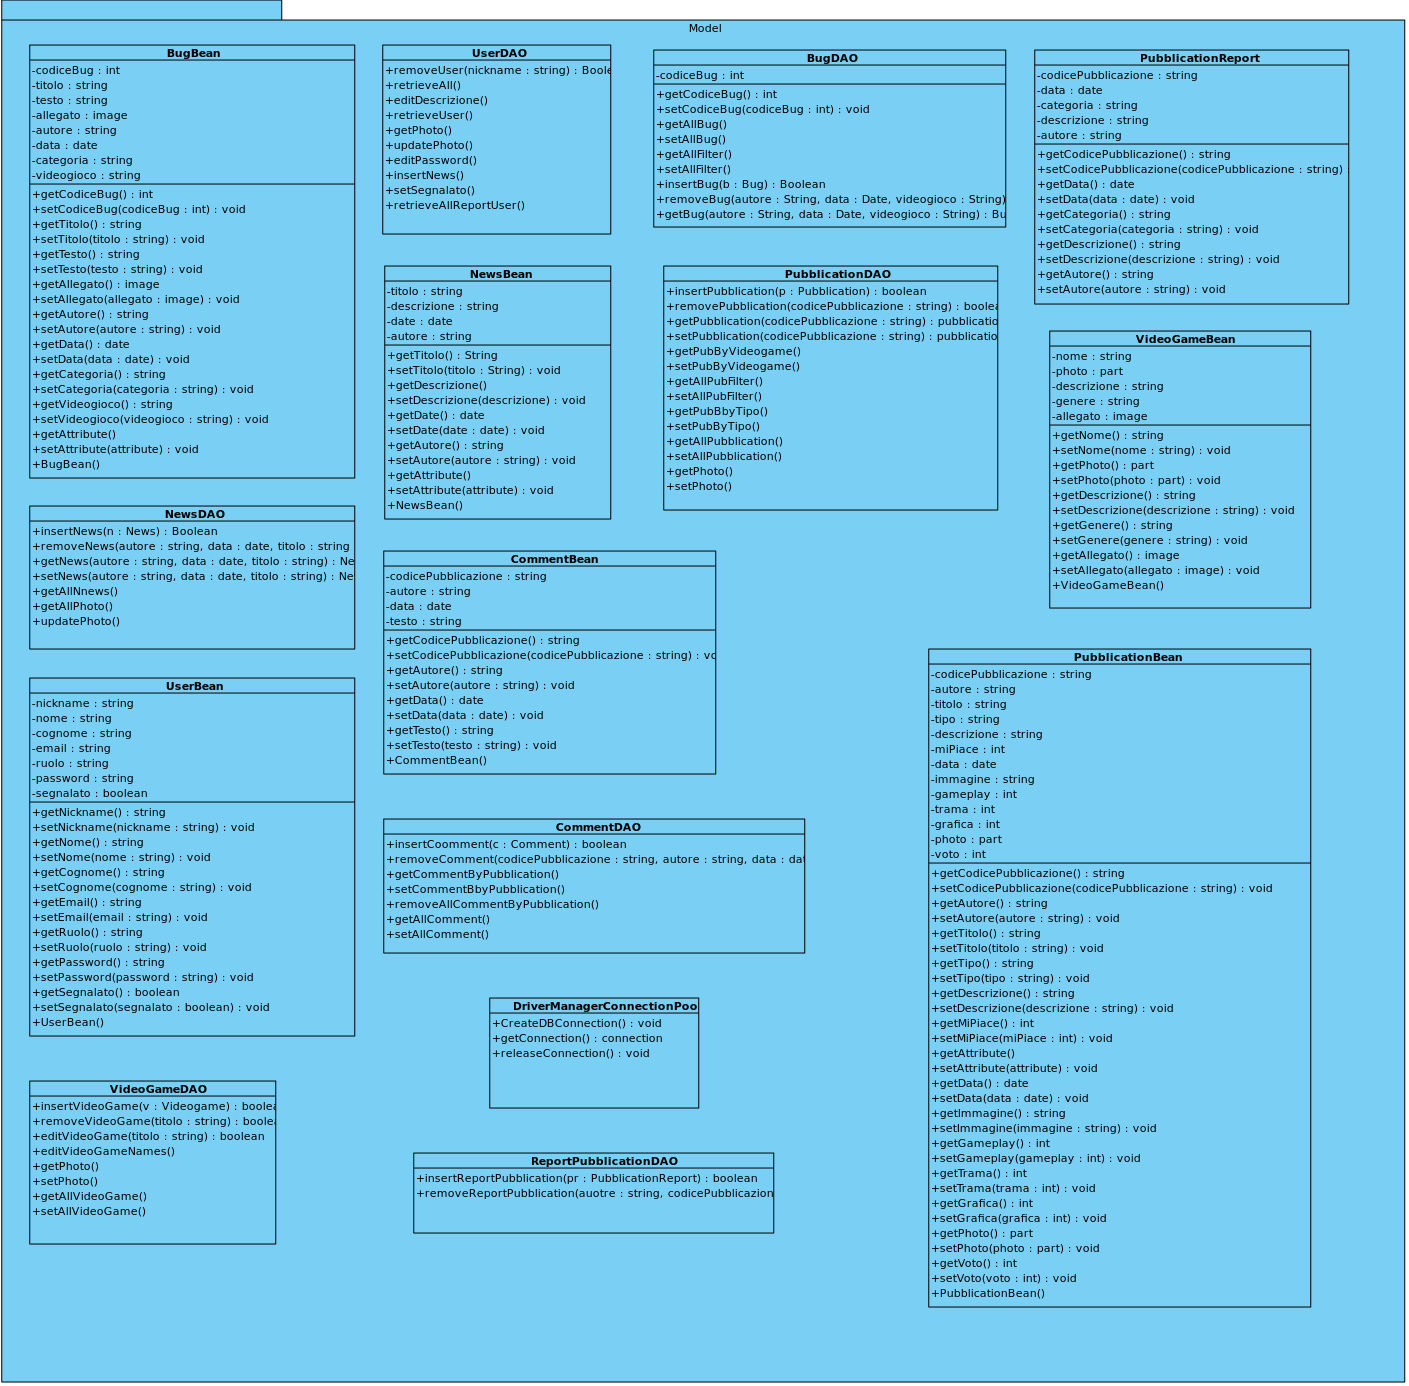 Model
BugBean
-codiceBug : int
-titolo : string
-testo : string
-allegato : image
-autore : string
-data : date
-categoria : string
-videogioco : string
+getCodiceBug() : int
+setCodiceBug(codiceBug : int) : void
+getTitolo() : string
+setTitolo(titolo : string) : void
+getTesto() : string
+setTesto(testo : string) : void
+getAllegato() : image
+setAllegato(allegato : image) : void
+getAutore() : string
+setAutore(autore : string) : void
+getData() : date
+setData(data : date) : void
+getCategoria() : string
+setCategoria(categoria : string) : void
+getVideogioco() : string
+setVideogioco(videogioco : string) : void
+getAttribute()
+setAttribute(attribute) : void
+BugBean()
UserDAO
+removeUser(nickname : string) : Boole
+retrieveAll()
+editDescrizione()
+retrieveUser()
+getPhoto()
+updatePhoto()
+editPassword()
+insertNews()
+setSegnalato()
+retrieveAllReportUser()
BugDAO
-codiceBug : int
+getCodiceBug() : int
+setCodiceBug(codiceBug : int) : void
+getAllBug()
+setAllBug()
+getAllFilter()
+setAllFilter()
+insertBug(b : Bug) : Boolean
+removeBug(autore : String, data : Date, videogioco : String)
+getBug(autore : String, data : Date, videogioco : String) : Bu
PubblicationReport
-codicePubblicazione : string
-data : date
-categoria : string
-descrizione : string
-autore : string
+getCodicePubblicazione() : string
+setCodicePubblicazione(codicePubblicazione : string)
+getData() : date
+setData(data : date) : void
+getCategoria() : string
+setCategoria(categoria : string) : void
+getDescrizione() : string
+setDescrizione(descrizione : string) : void
+getAutore() : string
+setAutore(autore : string) : void
NewsBean
-titolo : string
-descrizione : string
-date : date
-autore : string
+getTitolo() : String
+setTitolo(titolo : String) : void
+getDescrizione()
+setDescrizione(descrizione) : void
+getDate() : date
+setDate(date : date) : void
+getAutore() : string
+setAutore(autore : string) : void
+getAttribute()
+setAttribute(attribute) : void
+NewsBean()
PubblicationDAO
+insertPubblication(p : Pubblication) : boolean
+removePubblication(codicePubblicazione : string) : boolea
+getPubblication(codicePubblicazione : string) : pubblicatio
+setPubblication(codicePubblicazione : string) : pubblicatio
+getPubByVideogame()
+setPubByVideogame()
+getAllPubFilter()
+setAllPubFilter()
+getPubBbyTipo()
+setPubByTipo()
+getAllPubblication()
+setAllPubblication()
+getPhoto()
+setPhoto()
VideoGameBean
-nome : string
-photo : part
-descrizione : string
-genere : string
-allegato : image
+getNome() : string
+setNome(nome : string) : void
+getPhoto() : part
+setPhoto(photo : part) : void
+getDescrizione() : string
+setDescrizione(descrizione : string) : void
+getGenere() : string
+setGenere(genere : string) : void
+getAllegato() : image
+setAllegato(allegato : image) : void
+VideoGameBean()
NewsDAO
+insertNews(n : News) : Boolean
+removeNews(autore : string, data : date, titolo : string
+getNews(autore : string, data : date, titolo : string) : Ne
+setNews(autore : string, data : date, titolo : string) : Ne
+getAllNnews()
+getAllPhoto()
+updatePhoto()
CommentBean
-codicePubblicazione : string
-autore : string
-data : date
-testo : string
+getCodicePubblicazione() : string
+setCodicePubblicazione(codicePubblicazione : string) : vo
+getAutore() : string
+setAutore(autore : string) : void
+getData() : date
+setData(data : date) : void
+getTesto() : string
+setTesto(testo : string) : void
+CommentBean()
UserBean
-nickname : string
-nome : string
-cognome : string
-email : string
-ruolo : string
-password : string
-segnalato : boolean
+getNickname() : string
+setNickname(nickname : string) : void
+getNome() : string
+setNome(nome : string) : void
+getCognome() : string
+setCognome(cognome : string) : void
+getEmail() : string
+setEmail(email : string) : void
+getRuolo() : string
+setRuolo(ruolo : string) : void
+getPassword() : string
+setPassword(password : string) : void
+getSegnalato() : boolean
+setSegnalato(segnalato : boolean) : void
+UserBean()
PubblicationBean
-codicePubblicazione : string
-autore : string
-titolo : string
-tipo : string
-descrizione : string
-miPiace : int
-data : date
-immagine : string
-gameplay : int
-trama : int
-grafica : int
-photo : part
-voto : int
+getCodicePubblicazione() : string
+setCodicePubblicazione(codicePubblicazione : string) : void
+getAutore() : string
+setAutore(autore : string) : void
+getTitolo() : string
+setTitolo(titolo : string) : void
+getTipo() : string
+setTipo(tipo : string) : void
+getDescrizione() : string
+setDescrizione(descrizione : string) : void
+getMiPiace() : int
+setMiPiace(miPiace : int) : void
+getAttribute()
+setAttribute(attribute) : void
+getData() : date
+setData(data : date) : void
+getImmagine() : string
+setImmagine(immagine : string) : void
+getGameplay() : int
+setGameplay(gameplay : int) : void
+getTrama() : int
+setTrama(trama : int) : void
+getGrafica() : int
+setGrafica(grafica : int) : void
+getPhoto() : part
+setPhoto(photo : part) : void
+getVoto() : int
+setVoto(voto : int) : void
+PubblicationBean()
CommentDAO
+insertCoomment(c : Comment) : boolean
+removeComment(codicePubblicazione : string, autore : string, data : dat
+getCommentByPubblication()
+setCommentBbyPubblication()
+removeAllCommentByPubblication()
+getAllComment()
+setAllComment()
DriverManagerConnectionPoo
+CreateDBConnection() : void
+getConnection() : connection
+releaseConnection() : void
VideoGameDAO
+insertVideoGame(v : Videogame) : boolea
+removeVideoGame(titolo : string) : boolea
+editVideoGame(titolo : string) : boolean
+editVideoGameNames()
+getPhoto()
+setPhoto()
+getAllVideoGame()
+setAllVideoGame()
ReportPubblicationDAO
+insertReportPubblication(pr : PubblicationReport) : boolean
+removeReportPubblication(auotre : string, codicePubblicazion